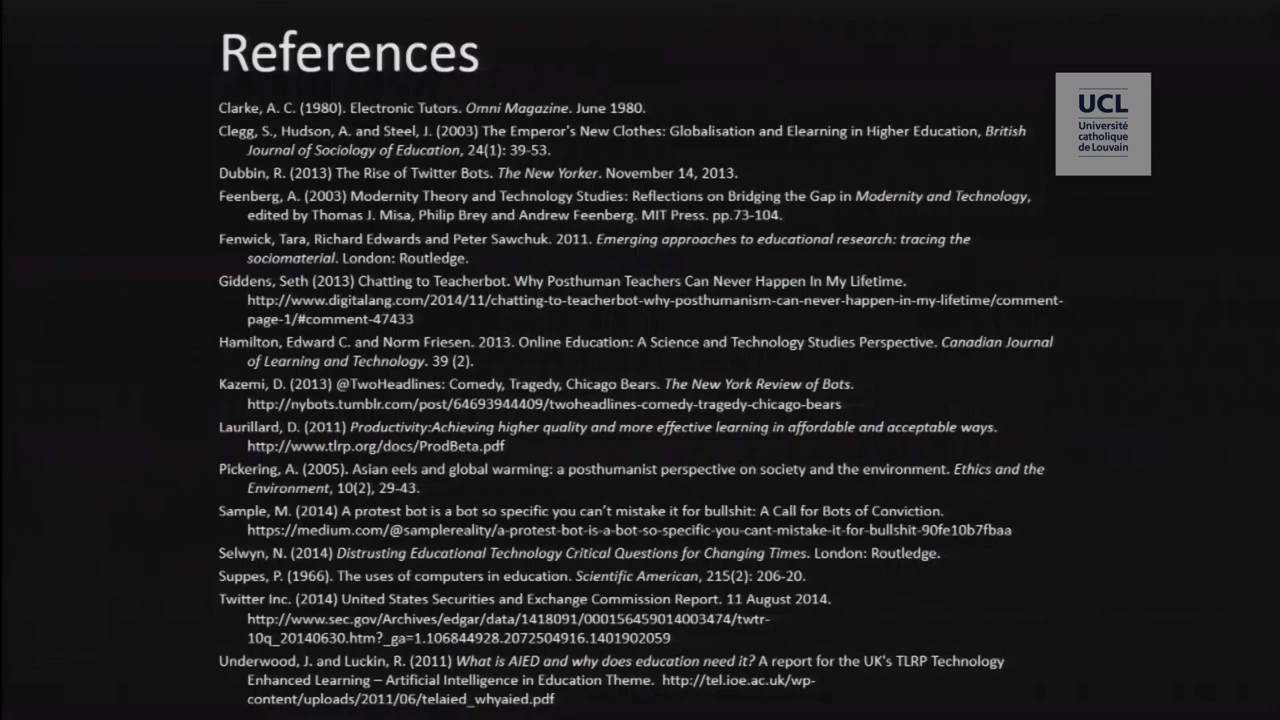 References
Clarke, A. C. (1980). Electronic Tutors. Omni Magazine. June 1980.
Clegg, S., Hudson, A. and Steel, J. (2003) The Emperor's New Clothes: Globalisation and Elearning in Higher Education, British
Journal of Sociology of Education, 24(1): 39-53.
Dubbin, R. (2013) The Rise of Twitter Bots. The New Yorker. November 14, 2013.
Feenberg, A. (2003) Modernity Theory and Technology Studies: Reflections on Bridging the Gap in Modernity and Technology,
edited by Thomas J. Misa, Philip Brey and Andrew Feenberg. MIT Press. pp.73-104.
Fenwick, Tara, Richard Edwards and Peter Sawchuk. 2011. Emerging approaches to educational research: tracing the
sociomaterial. London: Routledge.
Giddens, Seth (2013) Chatting to Teacherbot. Why Posthuman Teachers Can Never Happen In My Lifetime.
http://www.digitalang.com/2014/11/chatting-to-teacherbot-why-posthumanism-can-never-happen-in-my-lifetime/comment-
page-1/#comment-47433
Hamilton, Edward C. and Norm Friesen. 2013. Online Education: A Science and Technology Studies Perspective. Canadian Journal
of Learning and Technology. 39 (2).
Kazemi, D. (2013) @TwoHeadlines: Comedy, Tragedy, Chicago Bears. The New York Review of Bots.
http://nybots.tumblr.com/post/64693944409/twoheadlines-comedy-tragedy-chicago-bears
Laurillard, D. (2011) Productivity:Achieving higher quality and more effective learning in affordable and acceptable ways.
http://www.tlrp.org/docs/ProdBeta.pdf
Pickering, A. (2005). Asian eels and global warming: a posthumanist perspective on society and the environment. Ethics and the
Environment, 10(2), 29-43.
Sample, M. (2014) A protest bot is a bot so specific you can't mistake it for bullshit: A Call for Bots of Conviction.
https://medium.com/@samplereality/a-protest-bot-is-a-bot-so-specific-you-cant-mistake-it-for-bullshit-90fe10b7fbaa
Selwyn, N. (2014) Distrusting Educational Technology Critical Questions for Changing Times. London: Routledge.
Suppes, P. (1966). The uses of computers in education. Scientific American, 215(2): 206-20.
Twitter Inc. (2014) United States Securities and Exchange Commission Report. 11 August 2014.
http://www.sec.gov/Archives/edgar/data/1418091/000156459014003474/twtr-
10q_20140630.htm?_ga=1.106844928.2072504916.1401902059
Underwood, J. and Luckin, R. (2011) What is AIED and why does education need it? A report for the UK's TLRP Technology
Enhanced Learning – Artificial Intelligence in Education Theme. http://tel.ioe.ac.uk/wp-
content/uploads/2011/06/telaied_whyaied.pdf
UCL
Université
catholique
de Louvain